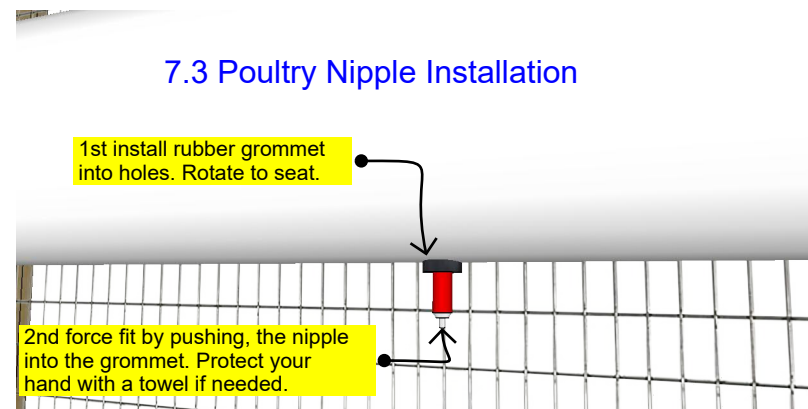 7.3 Poultry Nipple Installation
1st install rubber grommet
into holes. Rotate to seat.
2nd force fit by pushing, the nipple
into the grommet. Protect your
hand with a towel if needed.